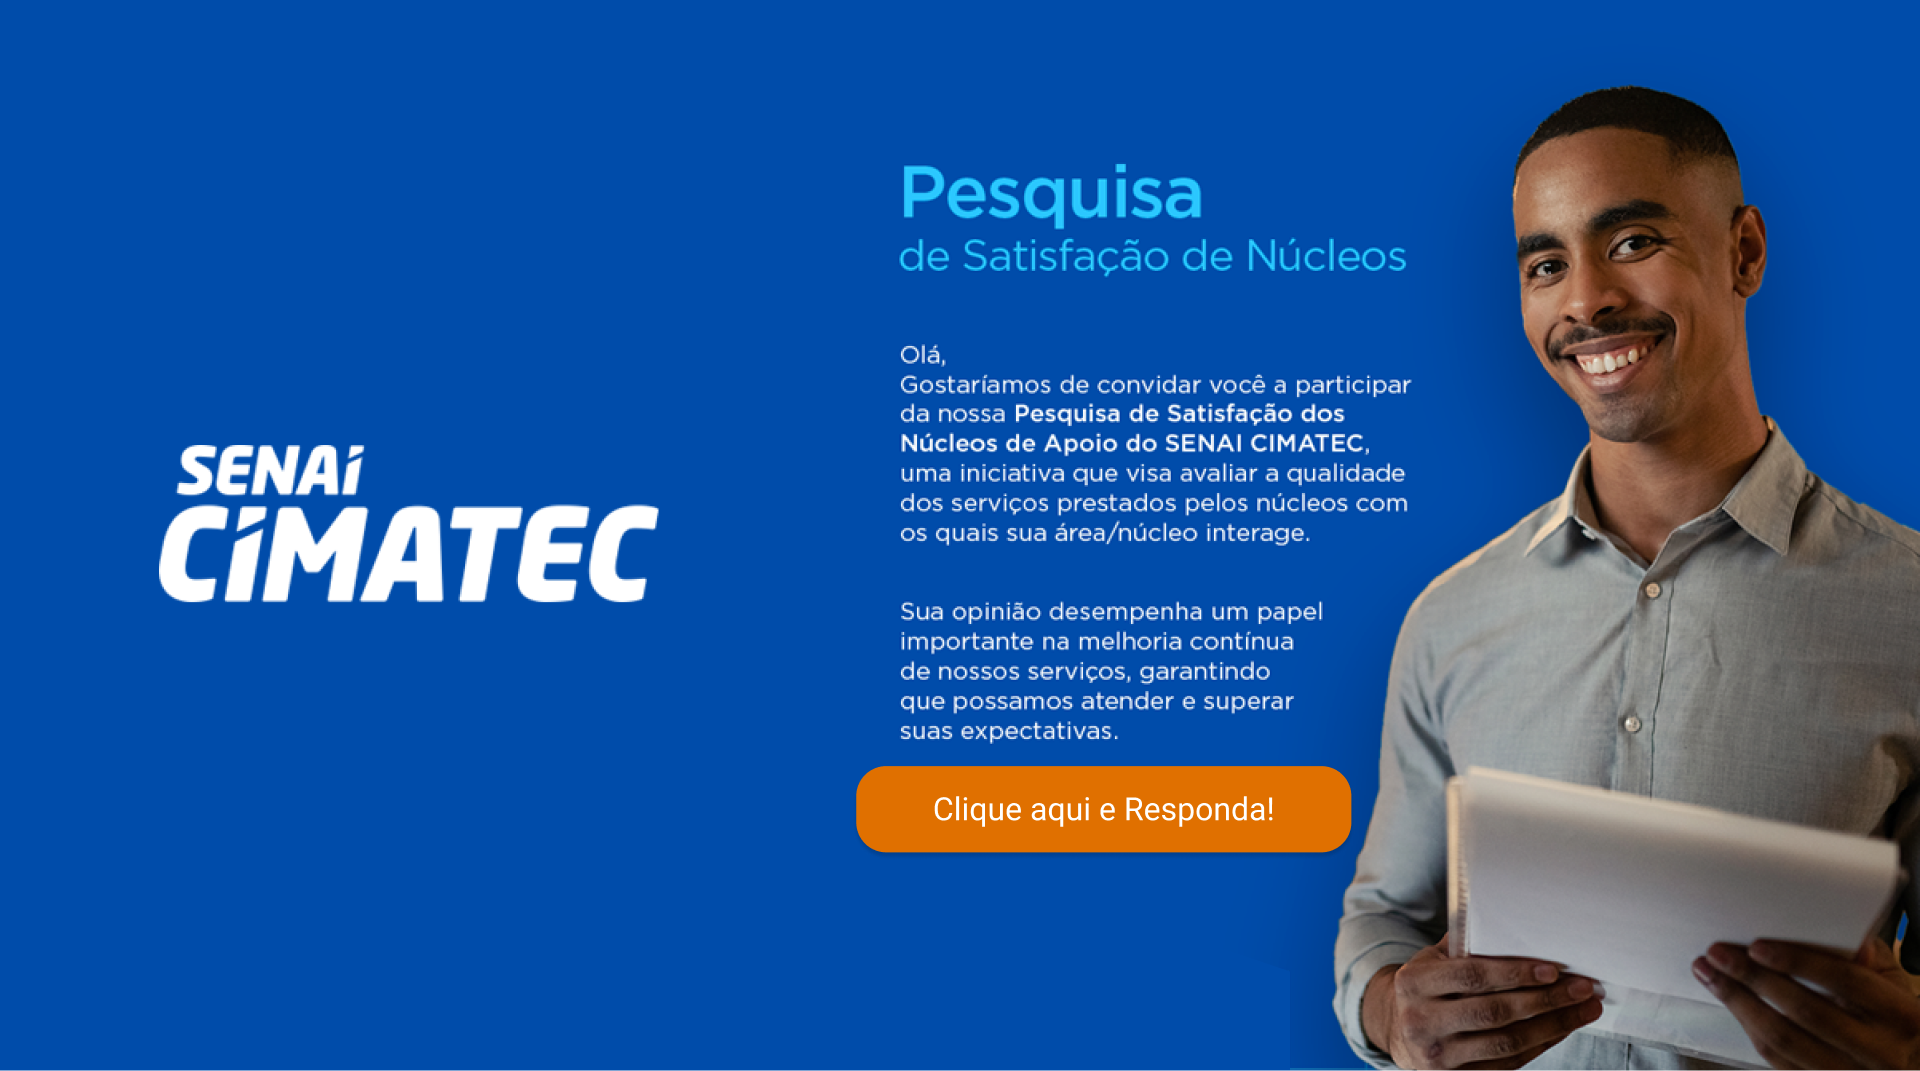 SENAI
CIMATEC
Pesquisa
de Satisfação de Núcleos
Olá,
Gostaríamos de convidar você a participar
da nossa Pesquisa de Satisfação dos
Núcleos de Apoio do SENAI CIMATEC,
uma iniciativa que visa avaliar a qualidade
dos serviços prestados pelos núcleos com
os quais sua área/núcleo interage.
Sua opinião desempenha um papel
importante na melhoria contínua
de nossos serviços, garantindo
que possamos atender e superar
suas expectativas.
Clique aqui e Responda!